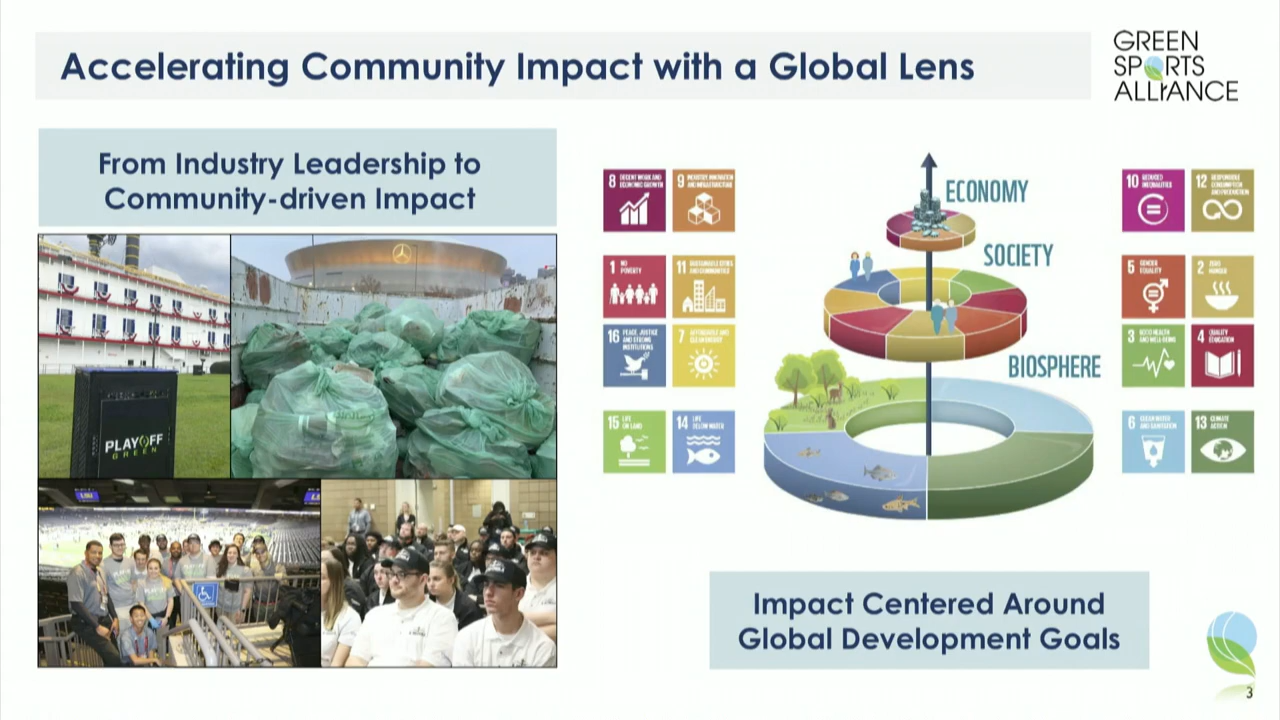 Accelerating Community Impact with a Global Lens
GREEN
SPORTS
ALLIANCE
From Industry Leadership to
Community-driven Impact
PLAYOFF
GREEN
8 DECENT WORK AND
ECONOMIC GROWTH
9 INDUSTRY, INNOVATION
AND INFRASTRUCTURE
1 NO
POVERTY
11 SUSTAINABLE CITIES
AND COMMUNITIES
16 PEACE, JUSTICE
AND STRONG
INSTITUTIONS
7 AFFORDABLE AND
CLEAN ENERGY
15 LIFE
ON LAND
14 LIFE
BELOW WATER
ECONOMY
SOCIETY
BIOSPHERE
10 REDUCED
INEQUALITIES
12 RESPONSIBLE
CONSUMPTION
AND PRODUCTION
5 GENDER
EQUALITY
2 ZERO
HUNGER
3 GOOD HEALTH
AND WELL-BEING
4 QUALITY
EDUCATION
6 CLEAN WATER
AND SANITATION
13 CLIMATE
ACTION
Impact Centered Around
Global Development Goals
3